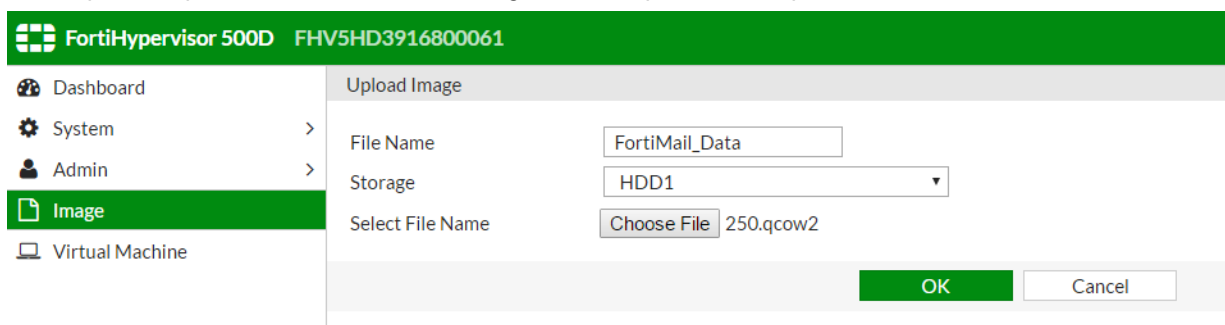 FortiHypervisor 500D FHV5HD3916800061
Dashboard
System
Admin
Image
Virtual Machine
Upload Image
File Name FortiMail_Data
Storage HDD1
Select File Name Choose File 250.qcow2
OK Cancel